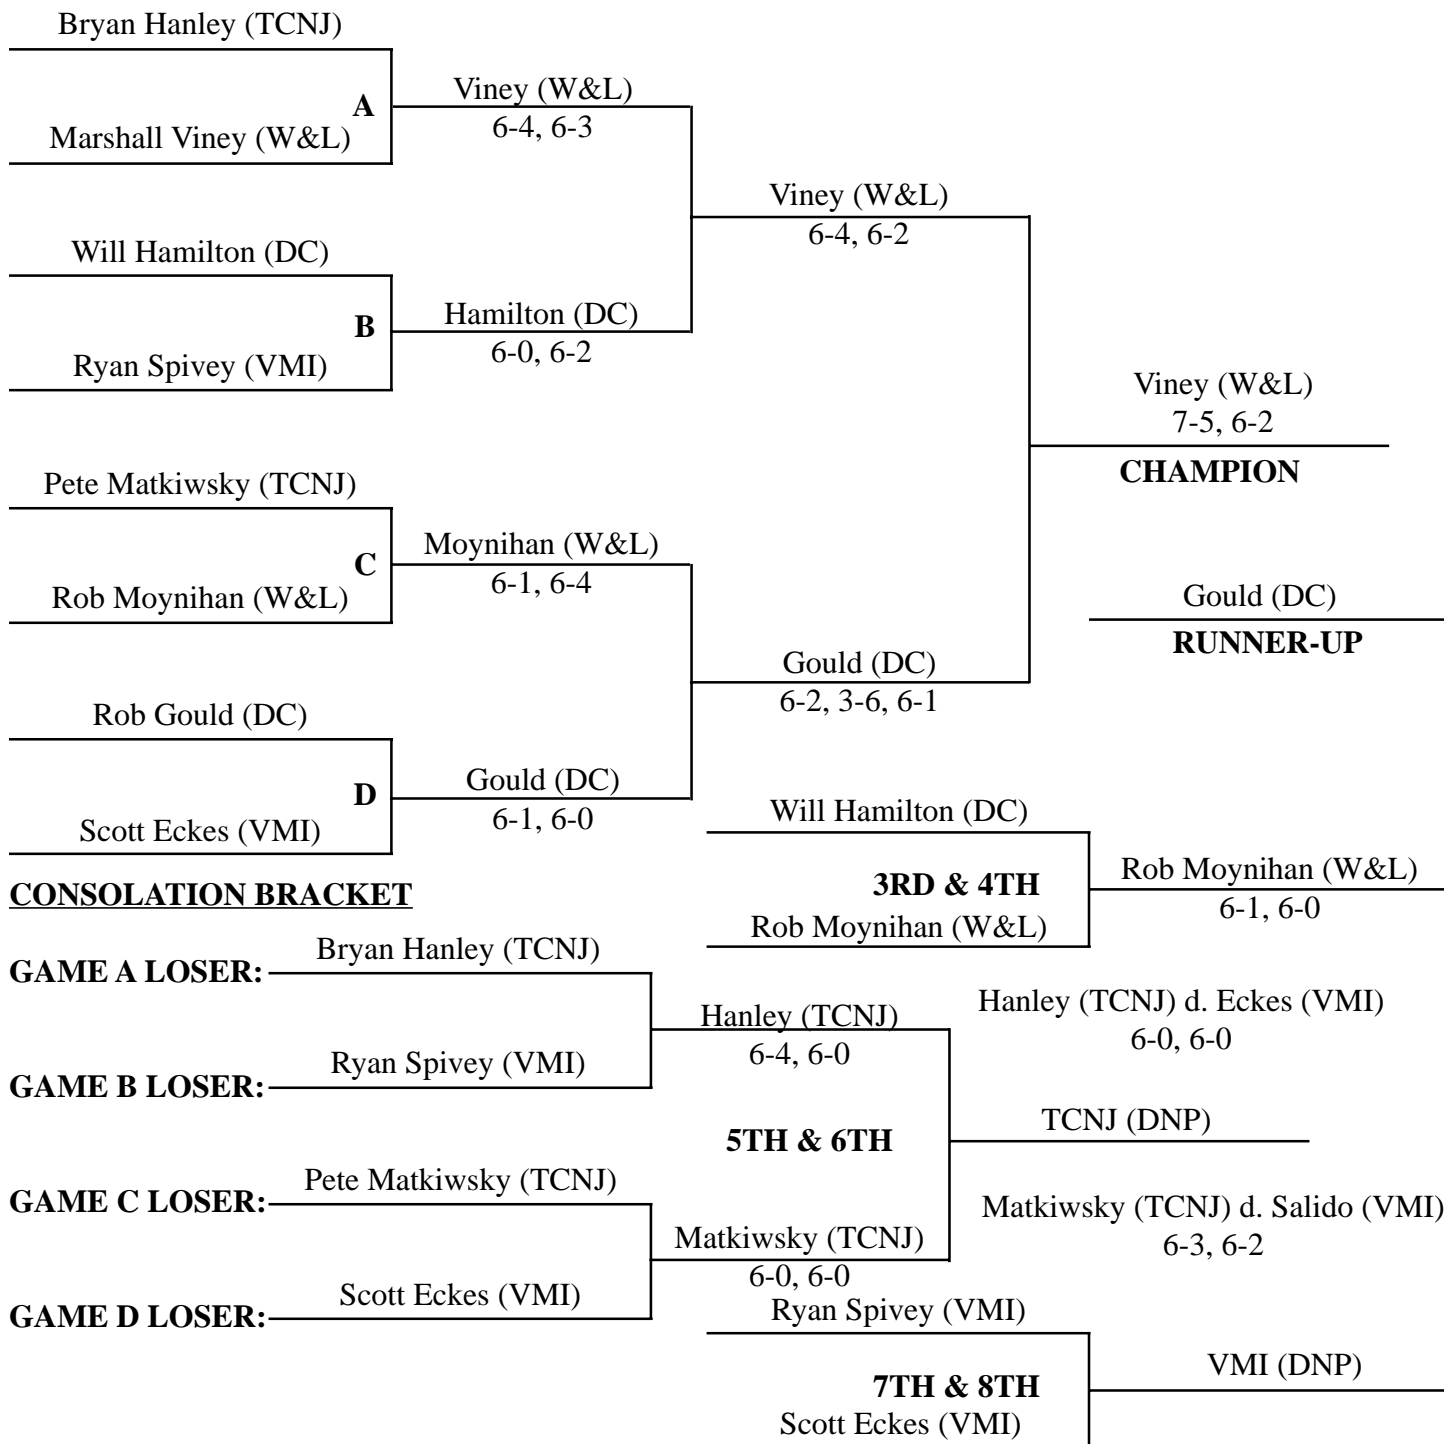 Bryan Hanley (TCNJ)
A
Marshall Viney (W&L)
Viney (W&L)
6-4, 6-3
Will Hamilton (DC)
B
Ryan Spivey (VMI)
Hamilton (DC)
6-0, 6-2
Viney (W&L)
6-4, 6-2
Pete Matkiwsky (TCNJ)
C
Rob Moynihan (W&L)
Moynihan (W&L)
6-1, 6-4
Rob Gould (DC)
D
Scott Eckes (VMI)
Gould (DC)
6-1, 6-0
Gould (DC)
6-2, 3-6, 6-1
Viney (W&L)
7-5, 6-2
CHAMPION
Gould (DC)
RUNNER-UP
Will Hamilton (DC)
3RD & 4TH
Rob Moynihan (W&L)
Rob Moynihan (W&L)
6-1, 6-0
CONSOLATION BRACKET
GAME A LOSER: Bryan Hanley (TCNJ)
GAME B LOSER: Ryan Spivey (VMI)
Hanley (TCNJ)
6-4, 6-0
GAME C LOSER: Pete Matkiwsky (TCNJ)
GAME D LOSER: Scott Eckes (VMI)
Matkiwsky (TCNJ)
6-0, 6-0
5TH & 6TH
Hanley (TCNJ) d. Eckes (VMI)
6-0, 6-0
TCNJ (DNP)
Matkiwsky (TCNJ) d. Salido (VMI)
6-3, 6-2
Ryan Spivey (VMI)
7TH & 8TH
Scott Eckes (VMI)
VMI (DNP)